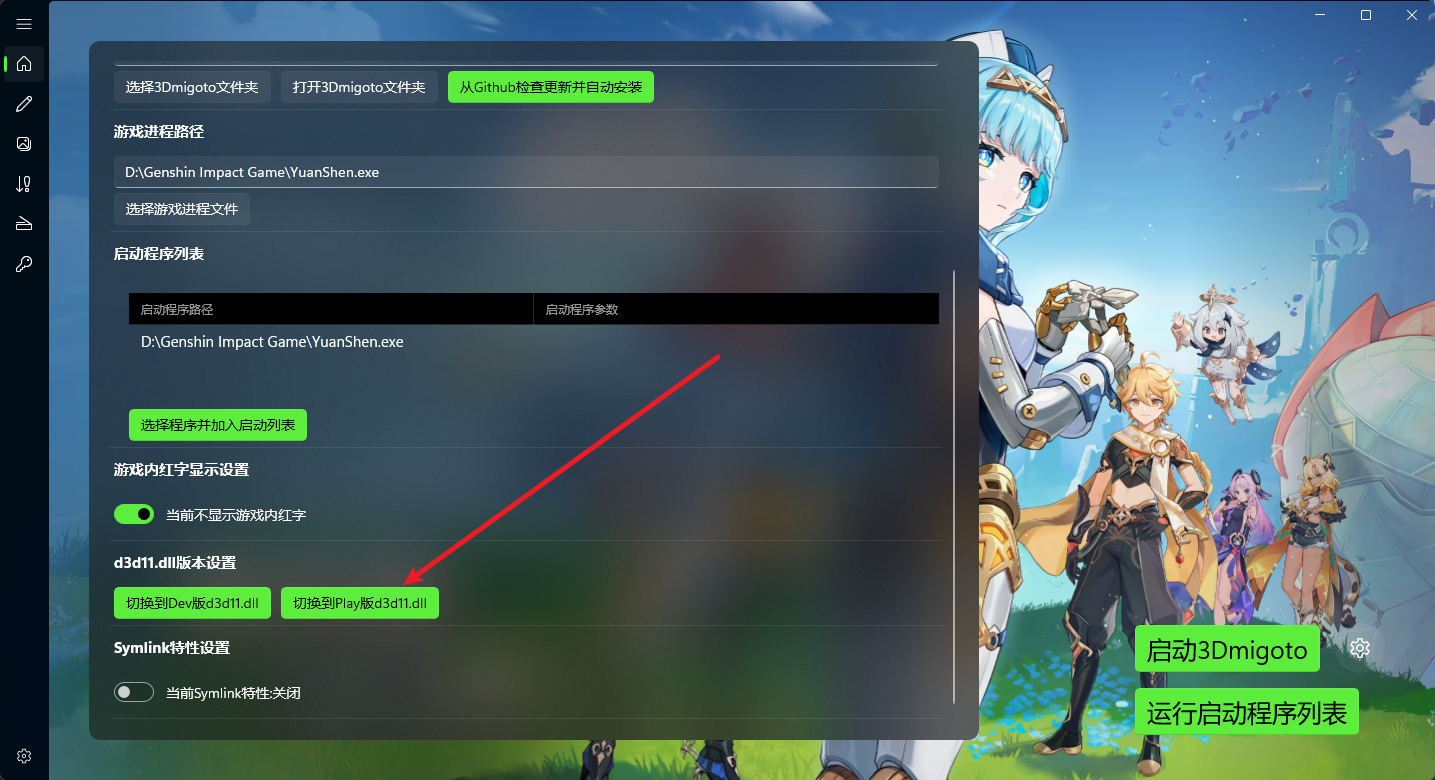 选择3Dmigoto文件夹
打开3Dmigoto文件夹
从Github检查更新并自动安装
游戏进程路径
D:\Genshin Impact Game\YuanShen.exe
选择游戏进程文件
启动程序列表
启动程序路径
启动程序参数
D:\Genshin Impact Game\YuanShen.exe
选择程序并加入启动列表
游戏内红字显示设置
当前不显示游戏内红字
d3d11.dll版本设置
切换到Dev版d3d11.dll
切换到Play版d3d11.dll
Symlink特性设置
当前Symlink特性:关闭
启动3Dmigoto
运行启动程序列表